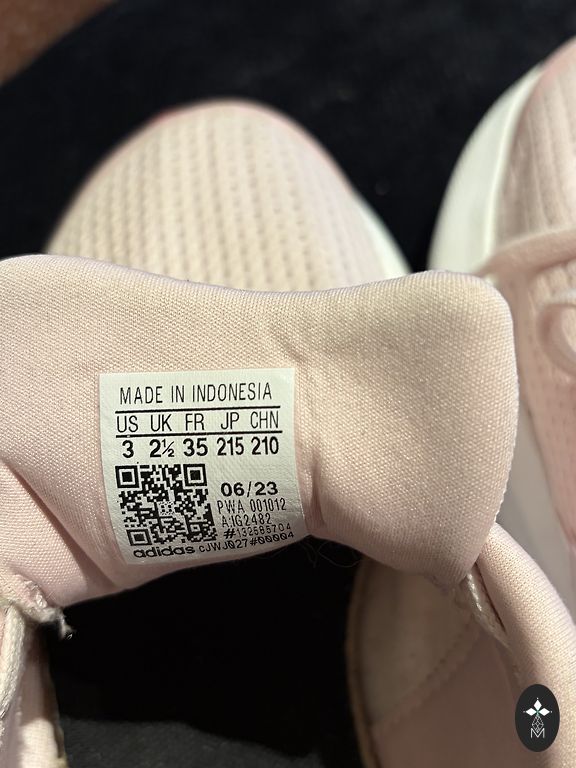 MADE IN INDONESIA
US UK FR JP CHN
3 2½ 35 215 210
06/23
PWA 001012
A:IG2482
#132585704
adidas CJWJ027#00004
M